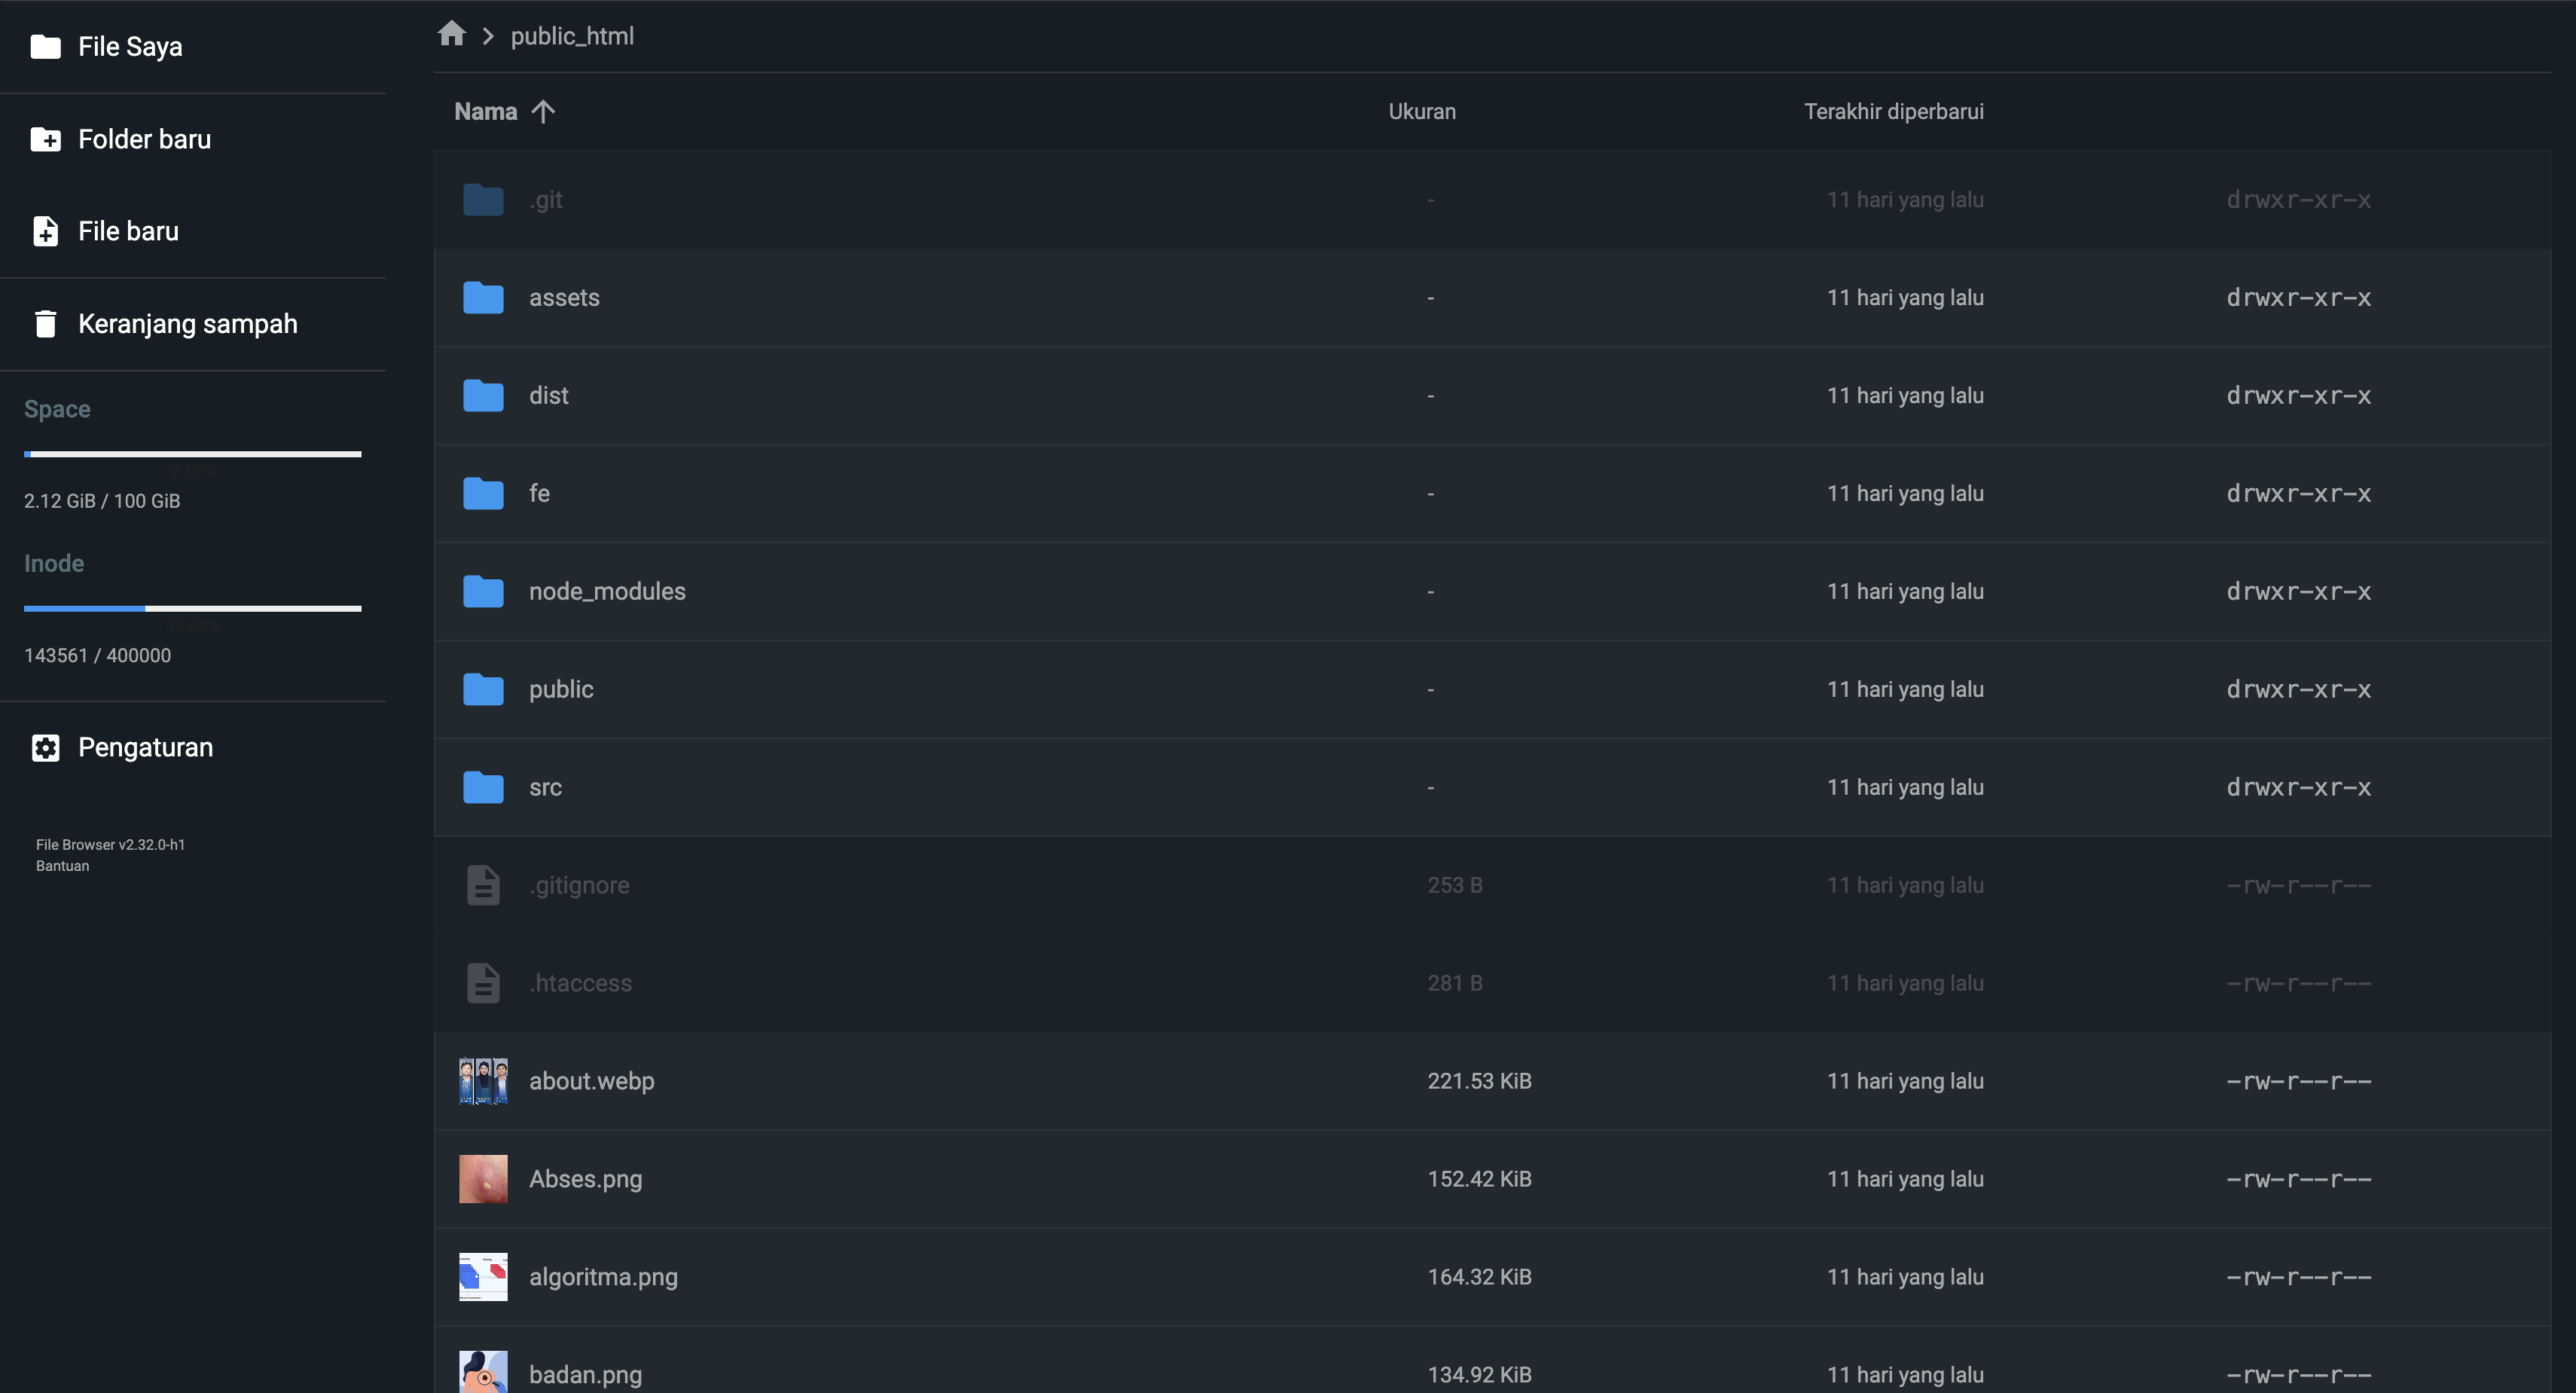 File Saya
Folder baru
File baru
Keranjang sampah
Space
2.12%
2.12 GiB / 100 GiB
Inode
35.89%
143561 / 400000
Pengaturan
File Browser v2.32.0-h1
Bantuan
public_html
Nama Ukuran Terakhir diperbarui
.git - 11 hari yang lalu drwxr-xr-x
assets - 11 hari yang lalu drwxr-xr-x
dist - 11 hari yang lalu drwxr-xr-x
fe - 11 hari yang lalu drwxr-xr-x
node_modules - 11 hari yang lalu drwxr-xr-x
public - 11 hari yang lalu drwxr-xr-x
src - 11 hari yang lalu drwxr-xr-x
.gitignore 253 B 11 hari yang lalu -rw-r--r--
.htaccess 281 B 11 hari yang lalu -rw-r--r--
about.webp 221.53 KiB 11 hari yang lalu -rw-r--r--
Abses.png 152.42 KiB 11 hari yang lalu -rw-r--r--
algoritma.png 164.32 KiB 11 hari yang lalu -rw-r--r--
badan.png 134.92 KiB 11 hari yang lalu -rw-r--r--